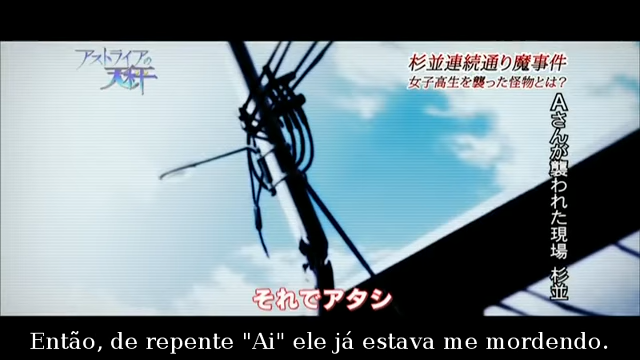 アストライアの
天秤
杉並連続通り魔事件
女子高生を襲った怪物とは?
Aさんが襲われた現場 杉並
それでアタシ
Então, de repente "Ai" ele já estava me mordendo.